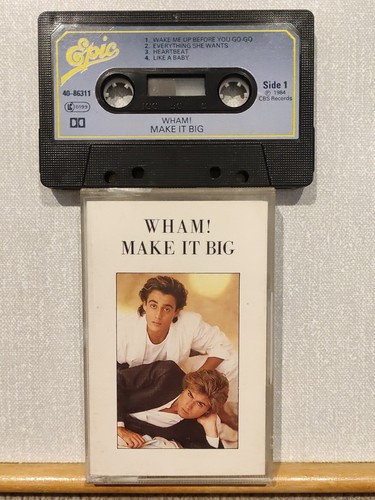 Epic
1. WAKE ME UP BEFORE YOU GO-GO
2. EVERYTHING SHE WANTS
3. HEARTBEAT
4. LIKE A BABY
40-86311
Side 1
℗ 1984
CBS Records
WHAM!
MAKE IT BIG
WHAM!
MAKE IT BIG